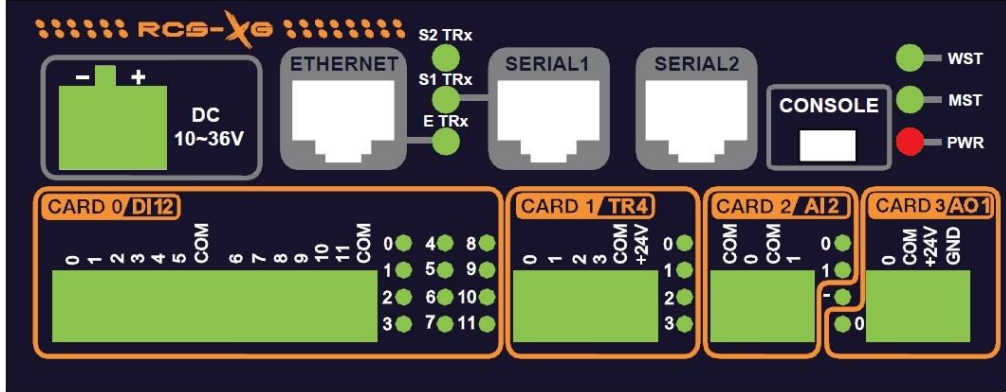 RCG-XG
S2 TRx
ETHERNET
SERIAL1
SERIAL2
WST
- +
S1 TRx
CONSOLE
MST
DC
10~36V
E TRx
PWR
CARD 0/DI12
CARD 1/TR4
CARD 2/AI2
CARD 3/AO1
0 1 2 3 4 5 COM 6 7 8 9 10 11 COM
0 4 8
1 5 9
2 6 10
3 7 11
0 1 2 3 COM +24V
0
1
2
3
COM 0 COM 1
0
1
-
0
0 COM +24V GND